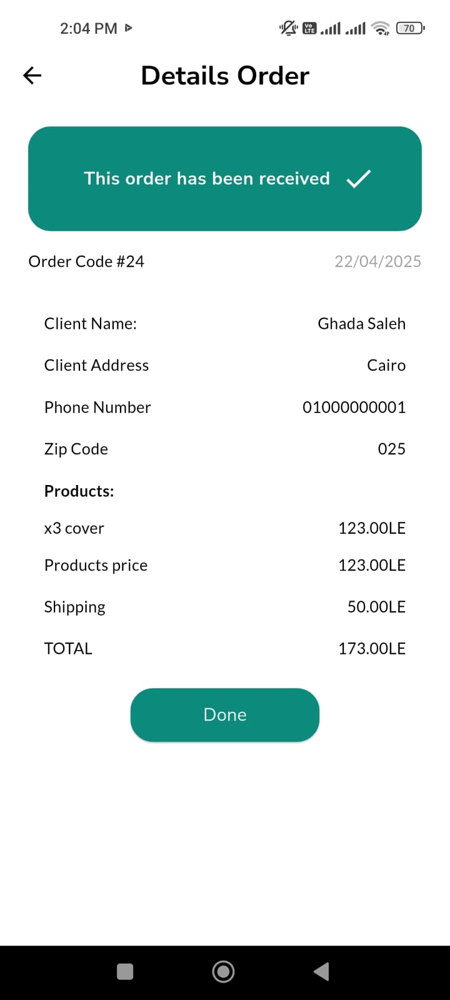 2:04 PM
Vo LTE 70
Details Order
This order has been received
Order Code #24 22/04/2025
Client Name: Ghada Saleh
Client Address Cairo
Phone Number 01000000001
Zip Code 025
Products:
x3 cover 123.00LE
Products price 123.00LE
Shipping 50.00LE
TOTAL 173.00LE
Done